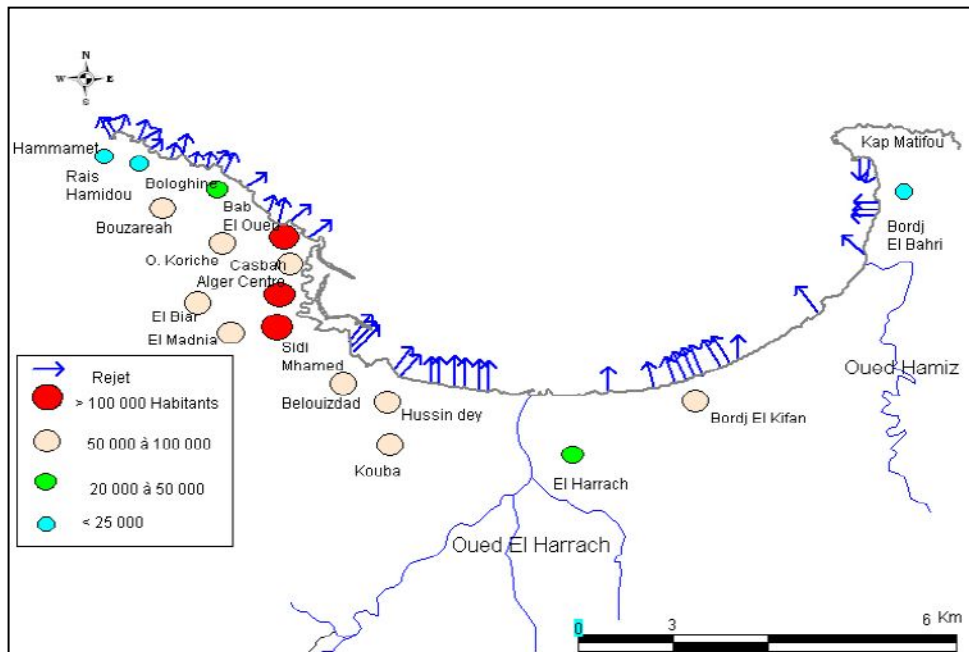 N
W E
S
Hammamet
Rais
Hamidou
Bologhine
Bouzareah
Bab
El Oued
O. Koriche
Casbah
Alger Centre
El Biar
El Madnia
Sidi
Mhamed
Belouizdad
Hussin dey
Kouba
El Harrach
Bordj El Kifan
Kap Matifou
Bordj
El Bahri
Oued Hamiz
Oued El Harrach
Rejet
> 100 000 Habitants
50 000 à 100 000
20 000 à 50 000
< 25 000
0 3 6 Km